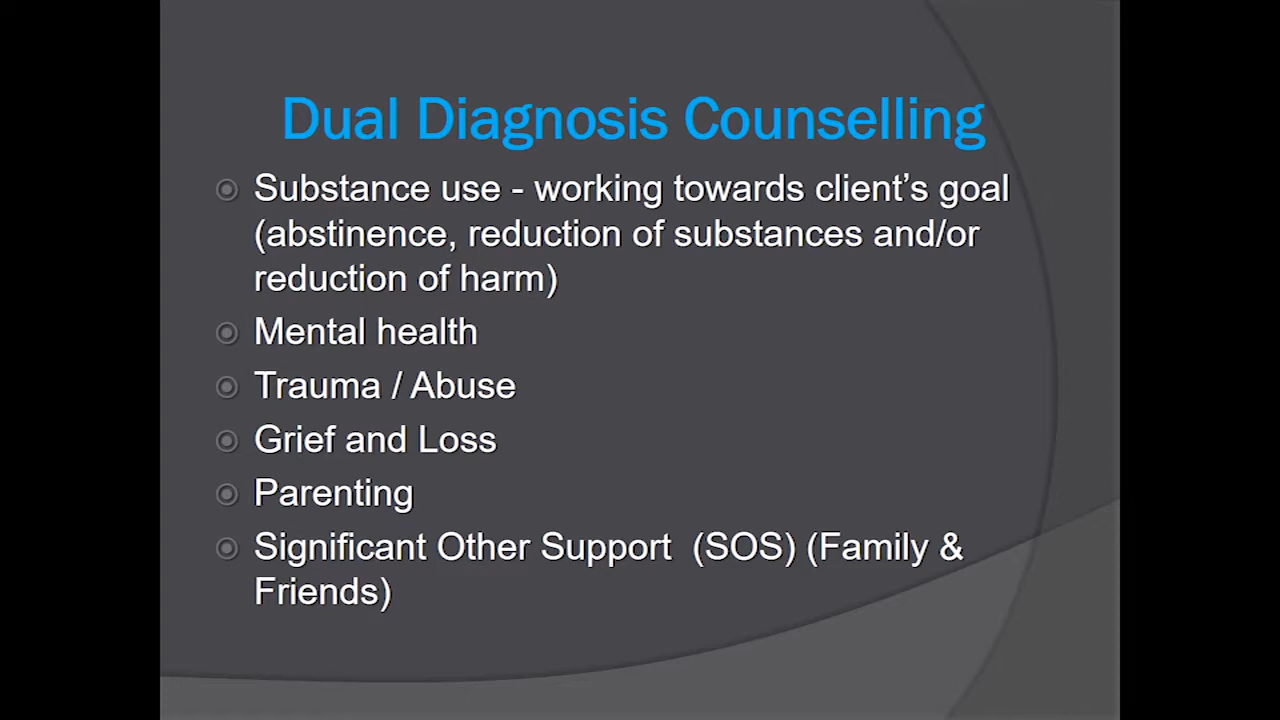 Dual Diagnosis Counselling
Substance use - working towards client’s goal
(abstinence, reduction of substances and/or
reduction of harm)
Mental health
Trauma / Abuse
Grief and Loss
Parenting
Significant Other Support  (SOS) (Family &
Friends)